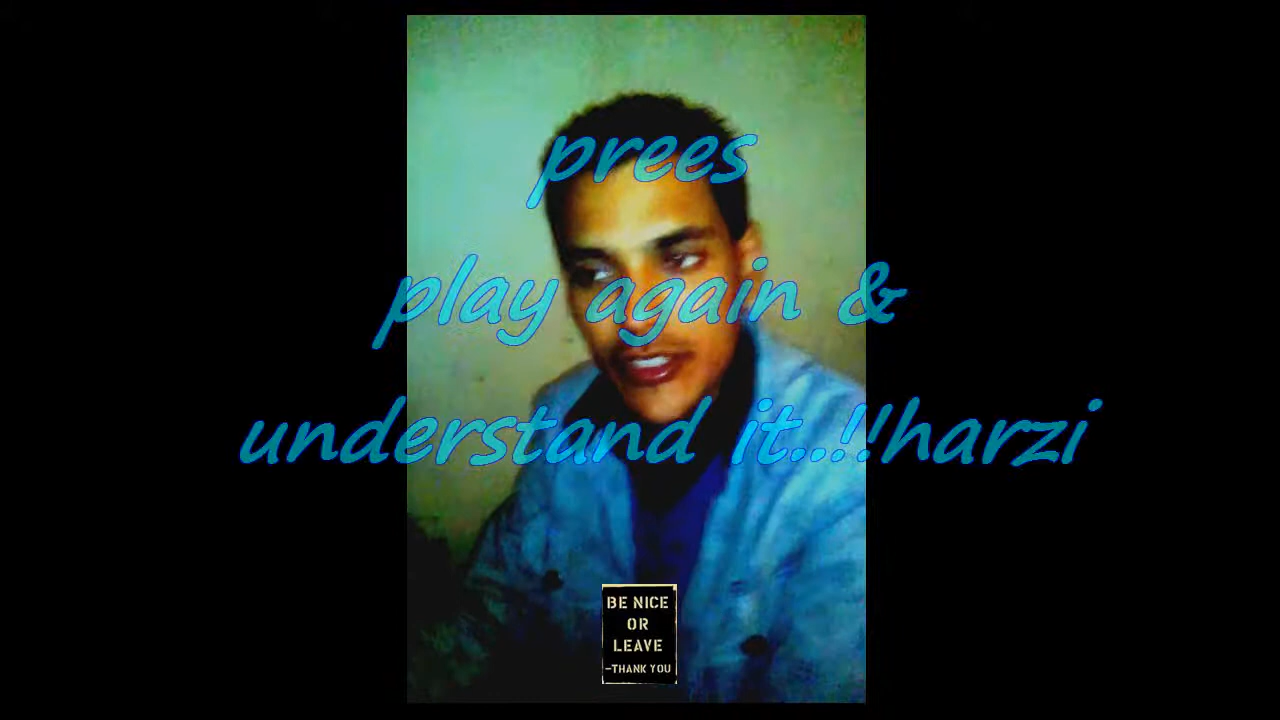 prees
play again &
understand it..!!harzi
BE NICE
OR
LEAVE
-THANK YOU